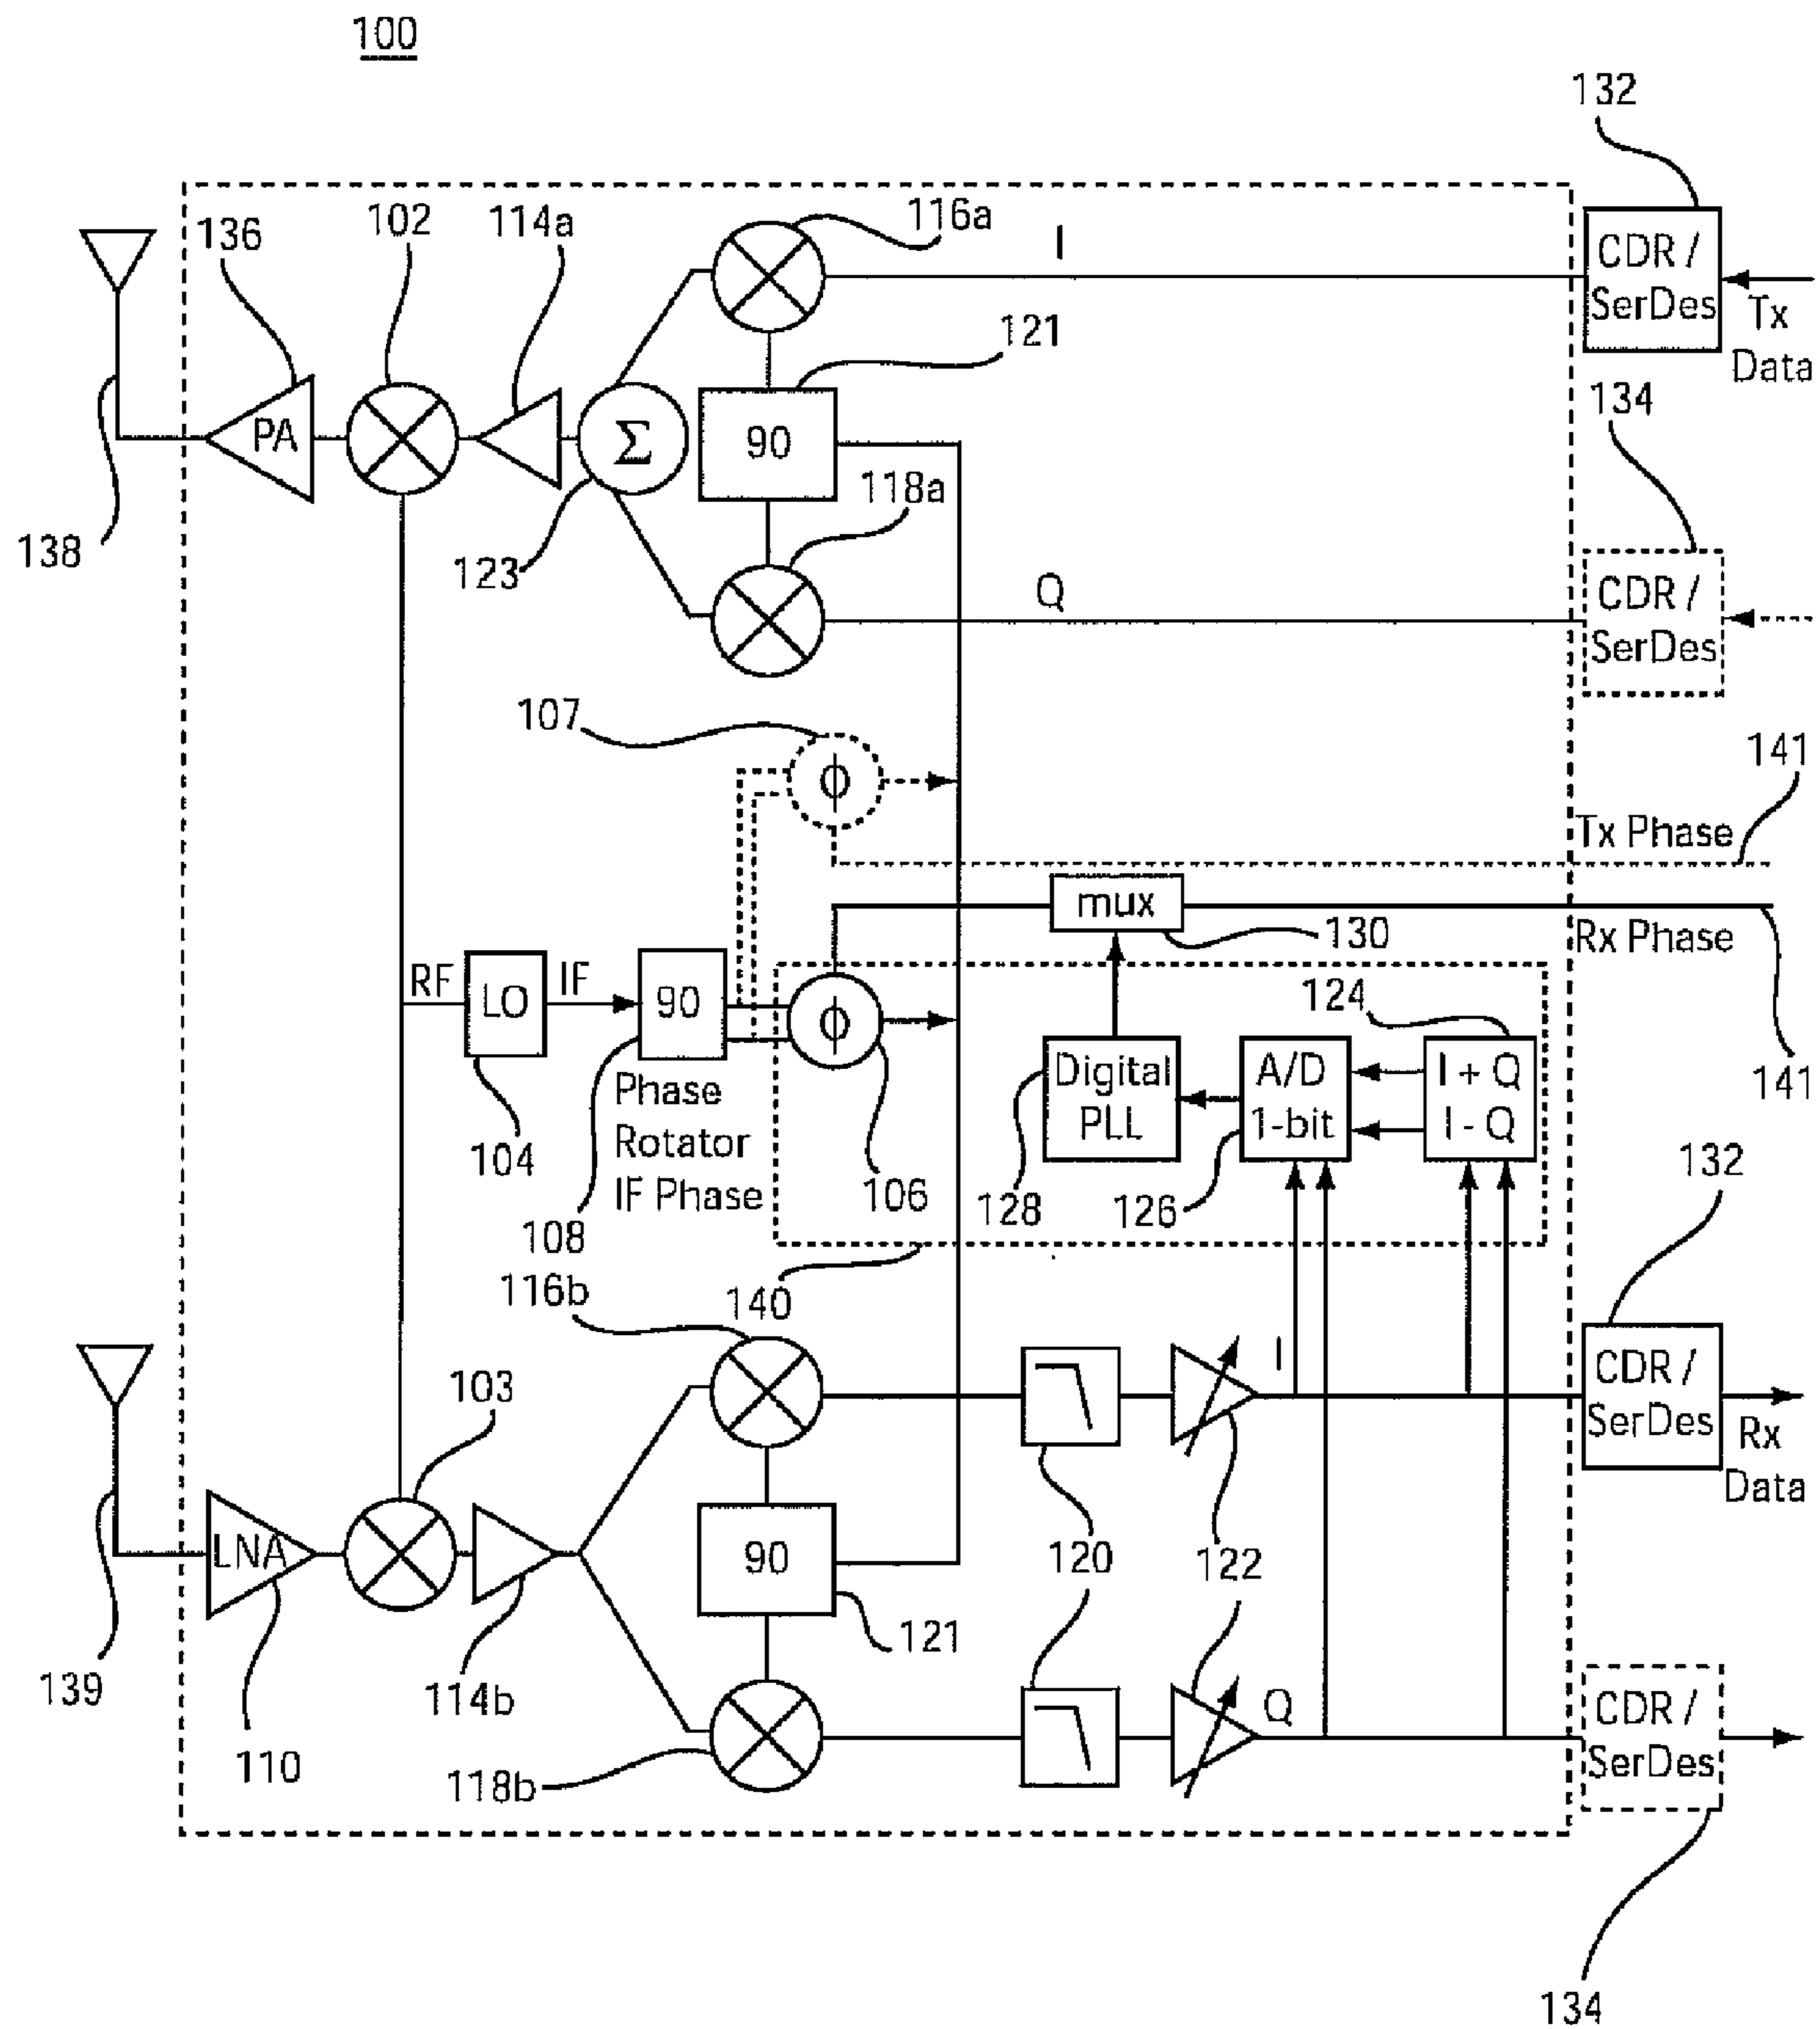 100
132
116a
102
114a
136
I
CDR /
SerDes
Tx
Data
121
134
PA
Σ
90
118a
138
123
Q
CDR /
SerDes
107
ϕ
141
Tx Phase
mux
130
Rx Phase
RF
LO
IF
90
ϕ
124
Digital
PLL
A/D
1-bit
I + Q
I - Q
141
Phase
Rotator
IF Phase
104
106
128
126
132
108
116b
140
103
I
CDR /
SerDes
Rx
Data
LNA
90
120
122
121
139
114b
Q
CDR /
SerDes
110
118b
134